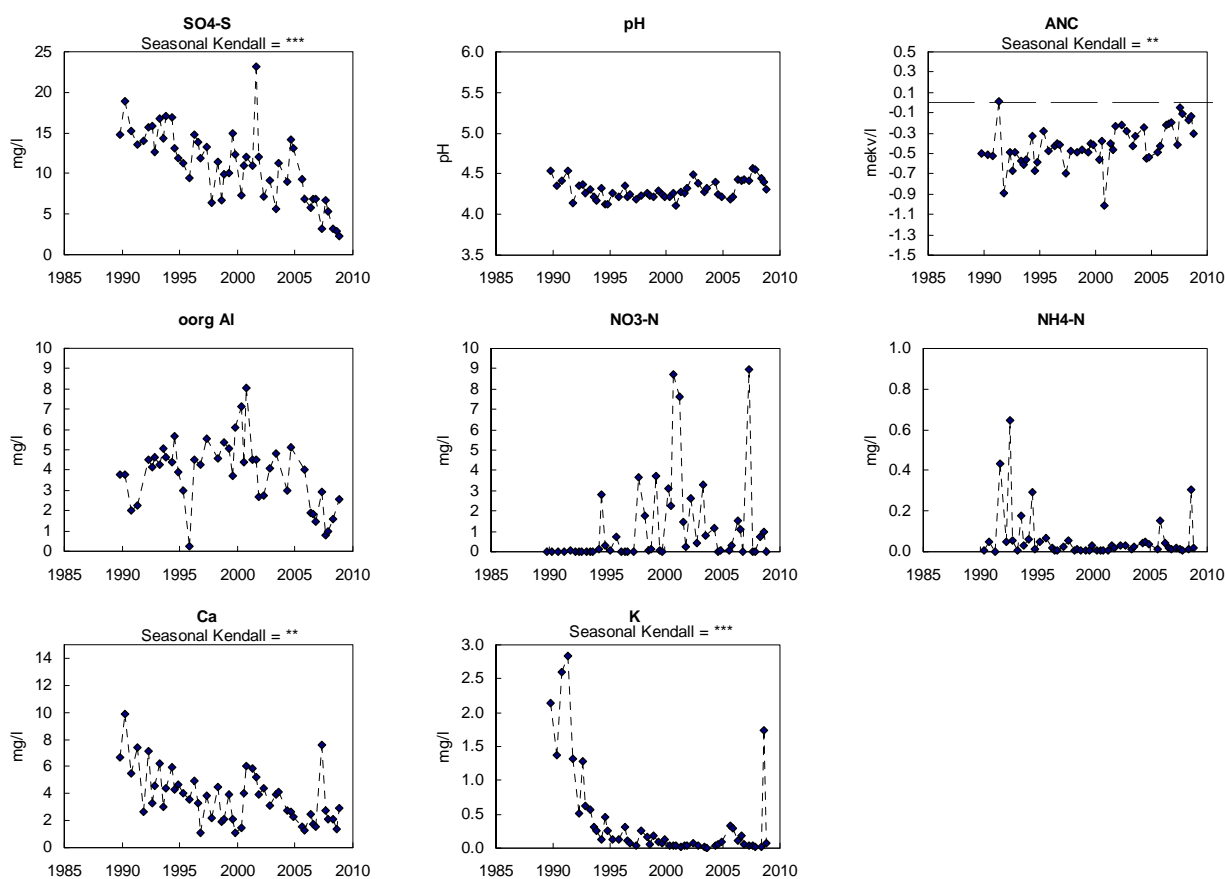 SO4-S
Seasonal Kendall = ***
25
20
15
10
5
0
mg/l
1985 1990 1995 2000 2005 2010
pH
6.0
5.5
5.0
4.5
4.0
3.5
pH
1985 1990 1995 2000 2005 2010
ANC
Seasonal Kendall = **
0.5
0.3
0.1
-0.1
-0.3
-0.5
-0.7
-0.9
-1.1
-1.3
-1.5
mekv/l
1985 1990 1995 2000 2005 2010
oorg Al
10
9
8
7
6
5
4
3
2
1
0
mg/l
1985 1990 1995 2000 2005 2010
NO3-N
10
9
8
7
6
5
4
3
2
1
0
mg/l
1985 1990 1995 2000 2005 2010
NH4-N
1.0
0.8
0.6
0.4
0.2
0.0
mg/l
1985 1990 1995 2000 2005 2010
Ca
Seasonal Kendall = **
14
12
10
8
6
4
2
0
mg/l
1985 1990 1995 2000 2005 2010
K
Seasonal Kendall = ***
3.0
2.5
2.0
1.5
1.0
0.5
0.0
mg/l
1985 1990 1995 2000 2005 2010